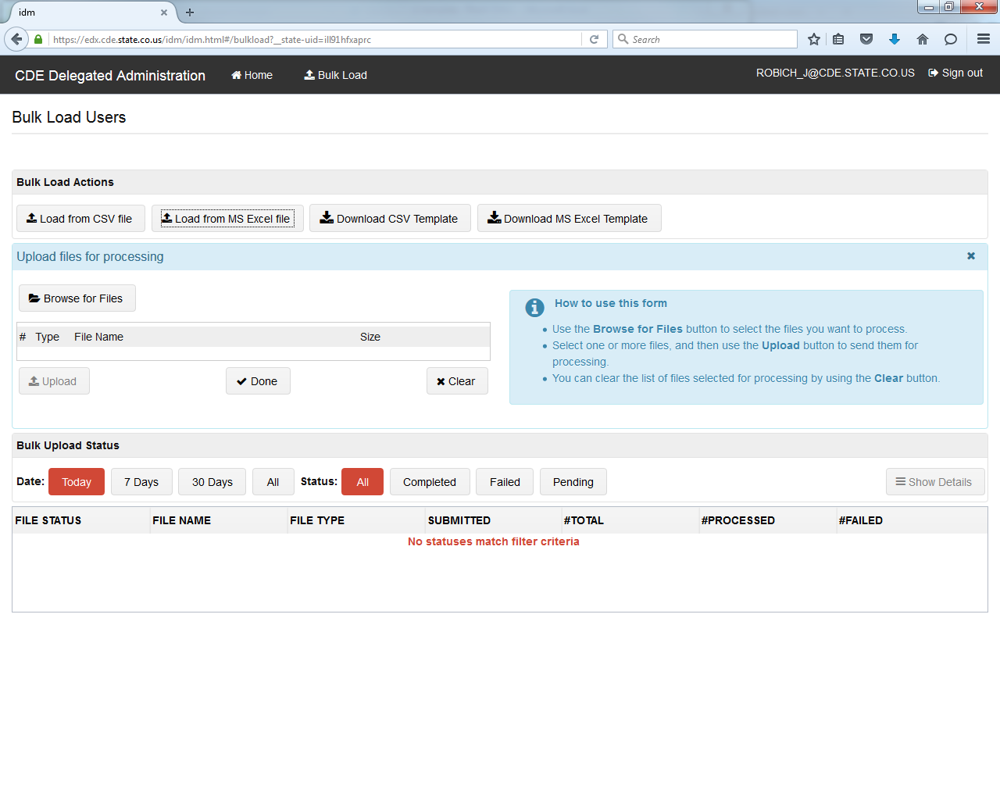 idm
https://edx.cde.state.co.us/idm/idm.html#/bulkload?__state-uid=ill91hfxaprc
Search
CDE Delegated Administration Home Bulk Load ROBICH_J@CDE.STATE.CO.US Sign out
Bulk Load Users
Bulk Load Actions
Load from CSV file Load from MS Excel file Download CSV Template Download MS Excel Template
Upload files for processing
Browse for Files
# Type File Name Size
Upload Done Clear
How to use this form
Use the Browse for Files button to select the files you want to process.
Select one or more files, and then use the Upload button to send them for
processing.
You can clear the list of files selected for processing by using the Clear button.
Bulk Upload Status
Date: Today 7 Days 30 Days All Status: All Completed Failed Pending Show Details
FILE STATUS FILE NAME FILE TYPE SUBMITTED #TOTAL #PROCESSED #FAILED
No statuses match filter criteria